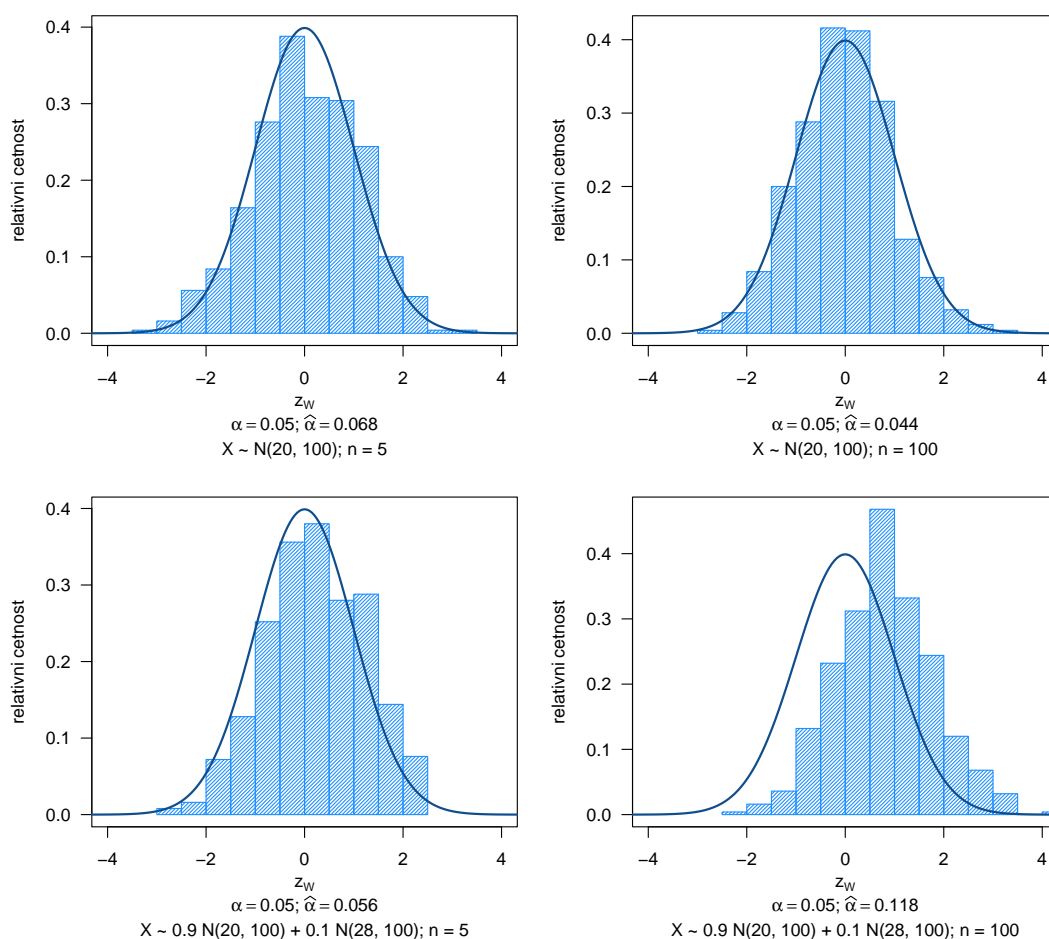 relativni cetnost
0.4
0.3
0.2
0.1
0.0
−4 −2 0 2 4
z_W
α = 0.05; α̂ = 0.068
X ~ N(20, 100); n = 5
relativni cetnost
0.4
0.3
0.2
0.1
0.0
−4 −2 0 2 4
z_W
α = 0.05; α̂ = 0.044
X ~ N(20, 100); n = 100
relativni cetnost
0.4
0.3
0.2
0.1
0.0
−4 −2 0 2 4
z_W
α = 0.05; α̂ = 0.056
X ~ 0.9 N(20, 100) + 0.1 N(28, 100); n = 5
relativni cetnost
0.4
0.3
0.2
0.1
0.0
−4 −2 0 2 4
z_W
α = 0.05; α̂ = 0.118
X ~ 0.9 N(20, 100) + 0.1 N(28, 100); n = 100